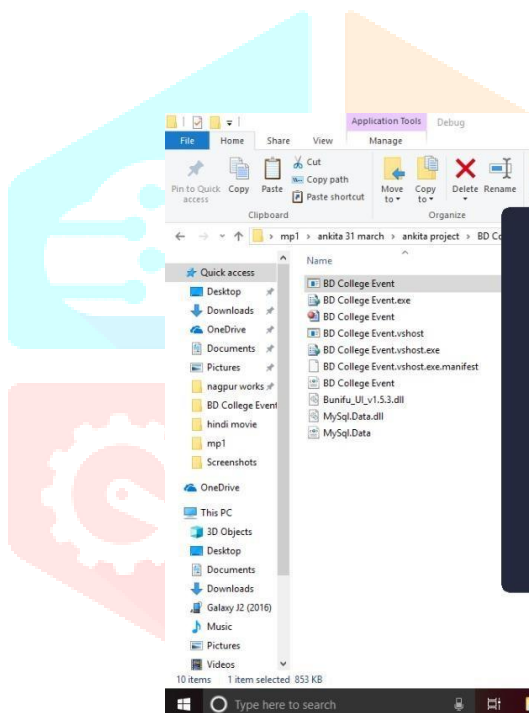 Application Tools Debug
File Home Share View Manage
Pin to Quick access
Copy
Paste
Cut
Copy path
Paste shortcut
Move to
Copy to
Delete
Rename
Clipboard
Organize
mp1 > ankita 31 march > ankita project > BD Co
Name
Quick access
Desktop
Downloads
OneDrive
Documents
Pictures
nagpur works
BD College Event
hindi movie
mp1
Screenshots
OneDrive
This PC
3D Objects
Desktop
Documents
Downloads
Galaxy J2 (2016)
Music
Pictures
Videos
BD College Event
BD College Event.exe
BD College Event
BD College Event.vshost
BD College Event.vshost.exe
BD College Event.vshost.exe.manifest
BD College Event
Bunifu_UI_v1.5.3.dll
MySql.Data.dll
MySql.Data
10 items 1 item selected 853 KB
Type here to search